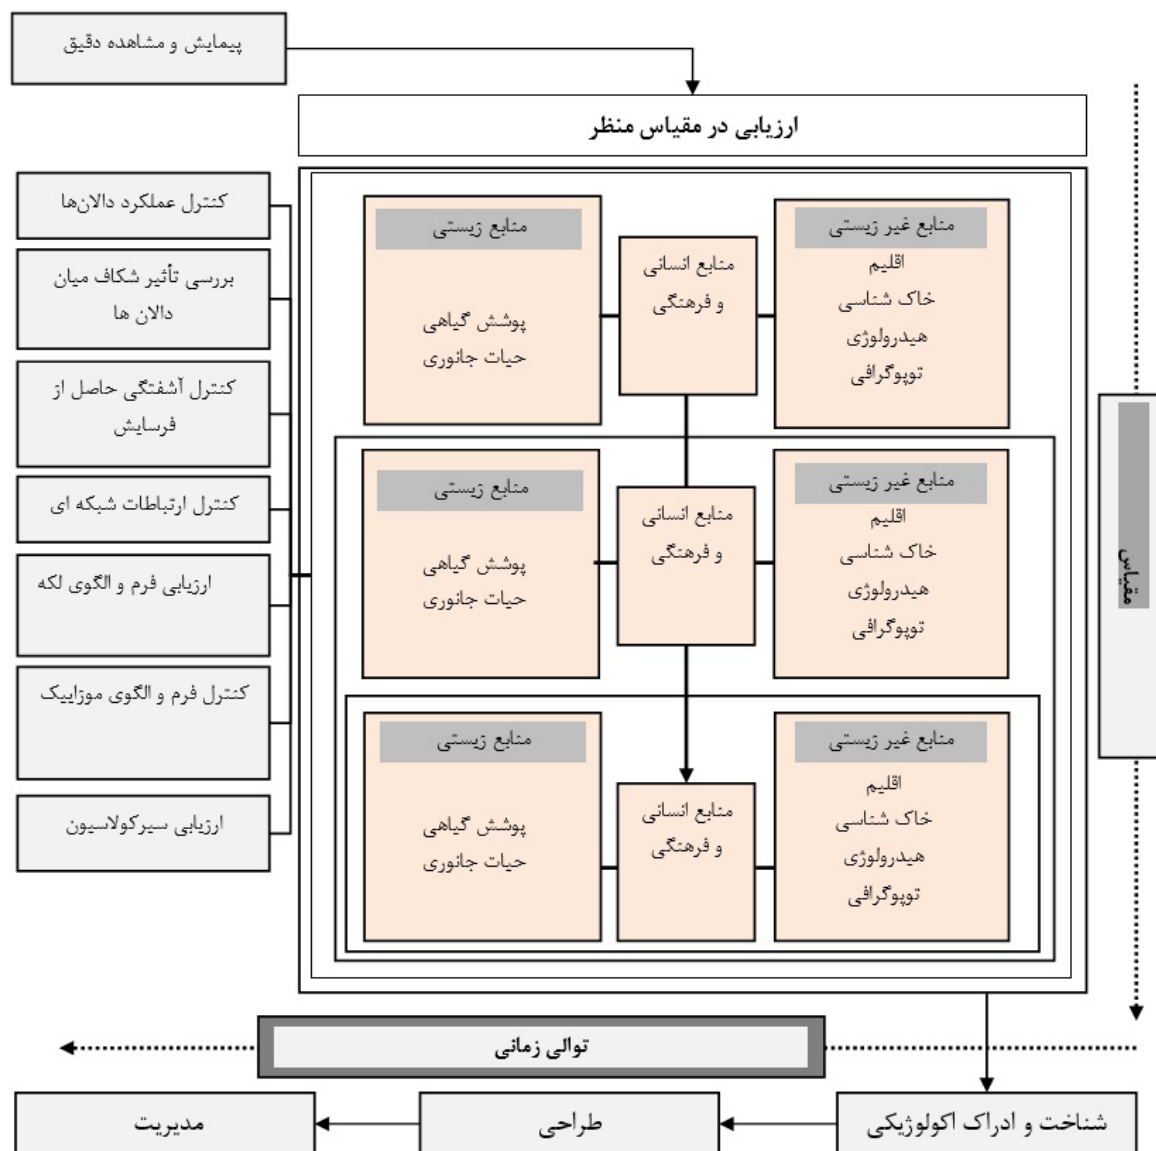 پیمایش و مشاهده دقیق
ارزیابی در مقیاس منظر
منابع غیر زیستی
اقلیم
خاک شناسی
هیدرولوژی
توپوگرافی
منابع انسانی
و فرهنگی
منابع زیستی
پوشش گیاهی
حیات جانوری
منابع غیر زیستی
اقلیم
خاک شناسی
هیدرولوژی
توپوگرافی
منابع انسانی
و فرهنگی
منابع زیستی
پوشش گیاهی
حیات جانوری
منابع غیر زیستی
اقلیم
خاک شناسی
هیدرولوژی
توپوگرافی
منابع انسانی
و فرهنگی
منابع زیستی
پوشش گیاهی
حیات جانوری
کنترل عملکرد دالان‌ها
بررسی تأثیر شکاف میان
دالان ها
کنترل آشفتگی حاصل از
فرسایش
کنترل ارتباطات شبکه ای
ارزیابی فرم و الگوی لکه
کنترل فرم و الگوی موزاییک
ارزیابی سیرکولاسیون
مقیاس
توالی زمانی
شناخت و ادراک اکولوژیکی
طراحی
مدیریت